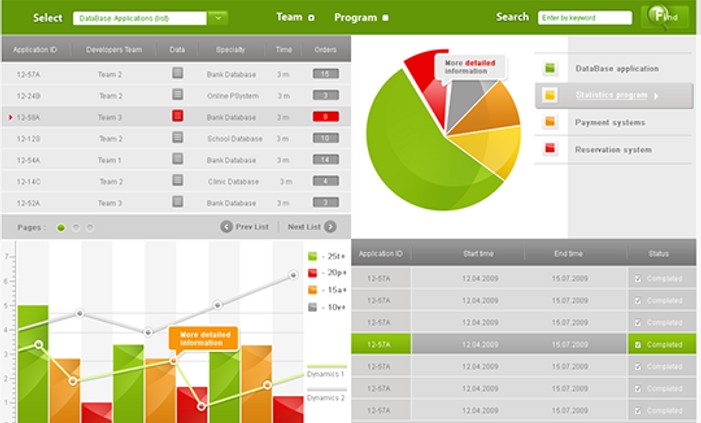 Select DataBase Applications (list) Team Program Search Enter by keyword Find
Application ID Developers Team Data Specialty Time Orders
12-57A Team 2 Bank Database 3 m 15
12-24B Team 2 Online PSystem 3 m 3
12-58A Team 3 Bank Database 3 m 8
12-12S Team 2 School Database 3 m 10
12-54A Team 1 Bank Database 3 m 14
12-14C Team 2 Clinic Database 3 m 4
12-52A Team 3 Bank Database 3 m 3
Pages : Prev List Next List
More detailed
information
DataBase application
Statistics program
Payment systems
Reservation system
7
6
5
4
3
2
1
- 25t+
- 20p+
- 15a+
- 10v+
More detailed
information
Dynamics 1
Dynamics 2
Application ID Start time End time Status
12-57A 12.04.2009 15.07.2009 Completed
12-57A 12.04.2009 15.07.2009 Completed
12-57A 12.04.2009 15.07.2009 Completed
12-57A 12.04.2009 15.07.2009 Completed
12-57A 12.04.2009 15.07.2009 Completed
12-57A 12.04.2009 15.07.2009 Completed
12-57A 12.04.2009 15.07.2009 Completed